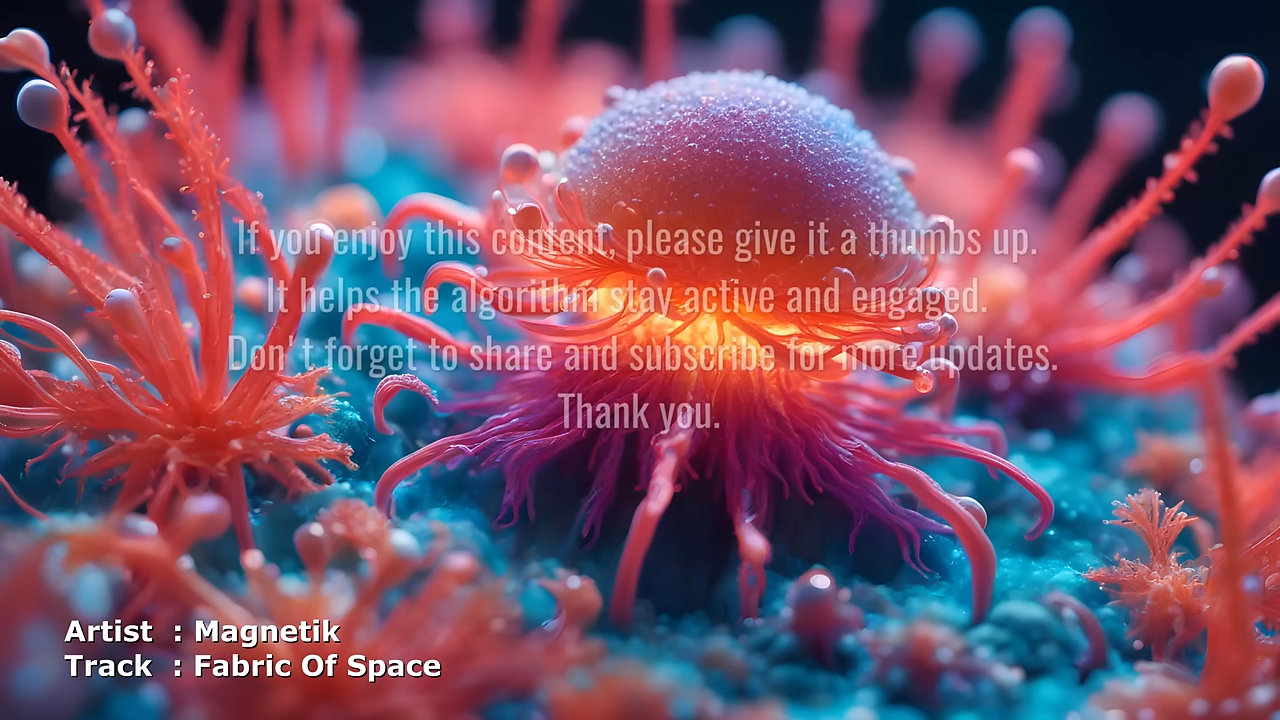 If you enjoy this content, please give it a thumbs up.
It helps the algorithm stay active and engaged.
Don't forget to share and subscribe for more updates.
Thank you.
Artist : Magnetik
Track : Fabric Of Space